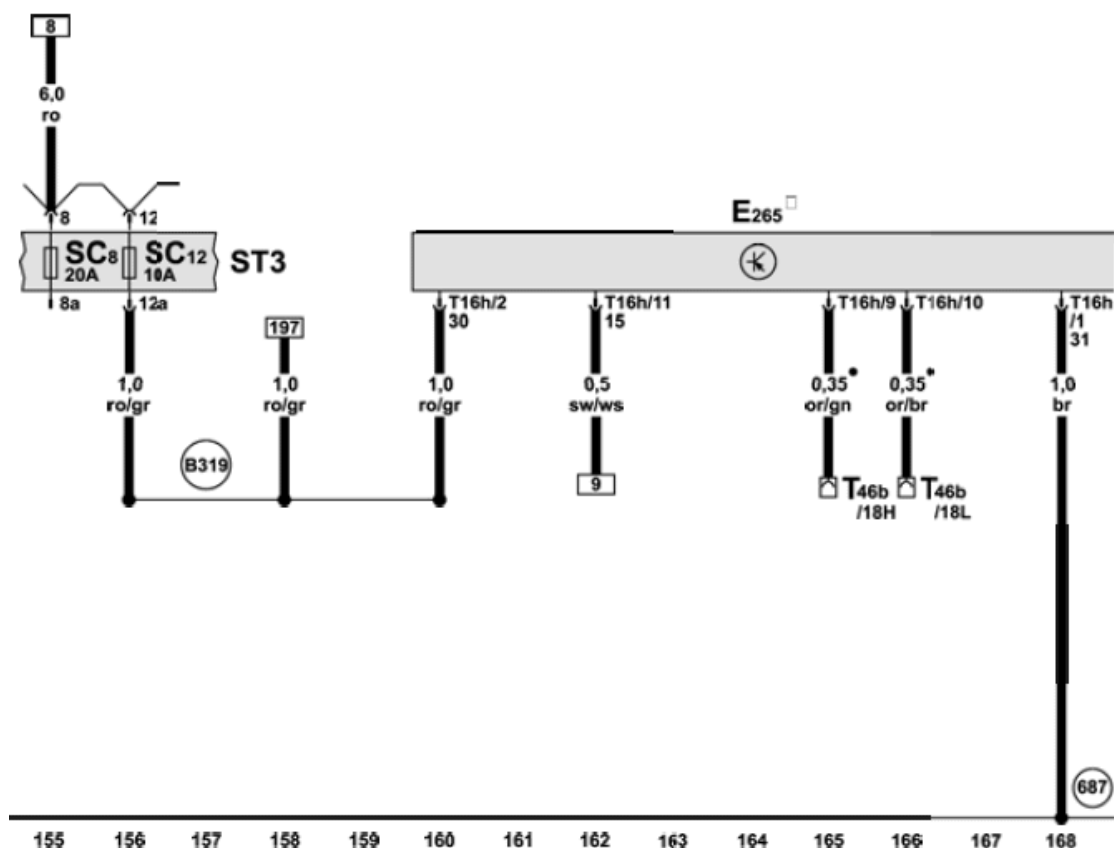 8
6,0
ro
8 12
SC8 SC12 ST3
20A 10A
8a 12a
E265
T16h/2 T16h/11 T16h/9 T16h/10 T16h
30 15 /1
31
197
1,0 1,0 1,0 0,5 0,35 0,35 1,0
ro/gr ro/gr ro/gr sw/ws or/gn or/br br
B319
9 T46b T46b
/18H /18L
687
155 156 157 158 159 160 161 162 163 164 165 166 167 168